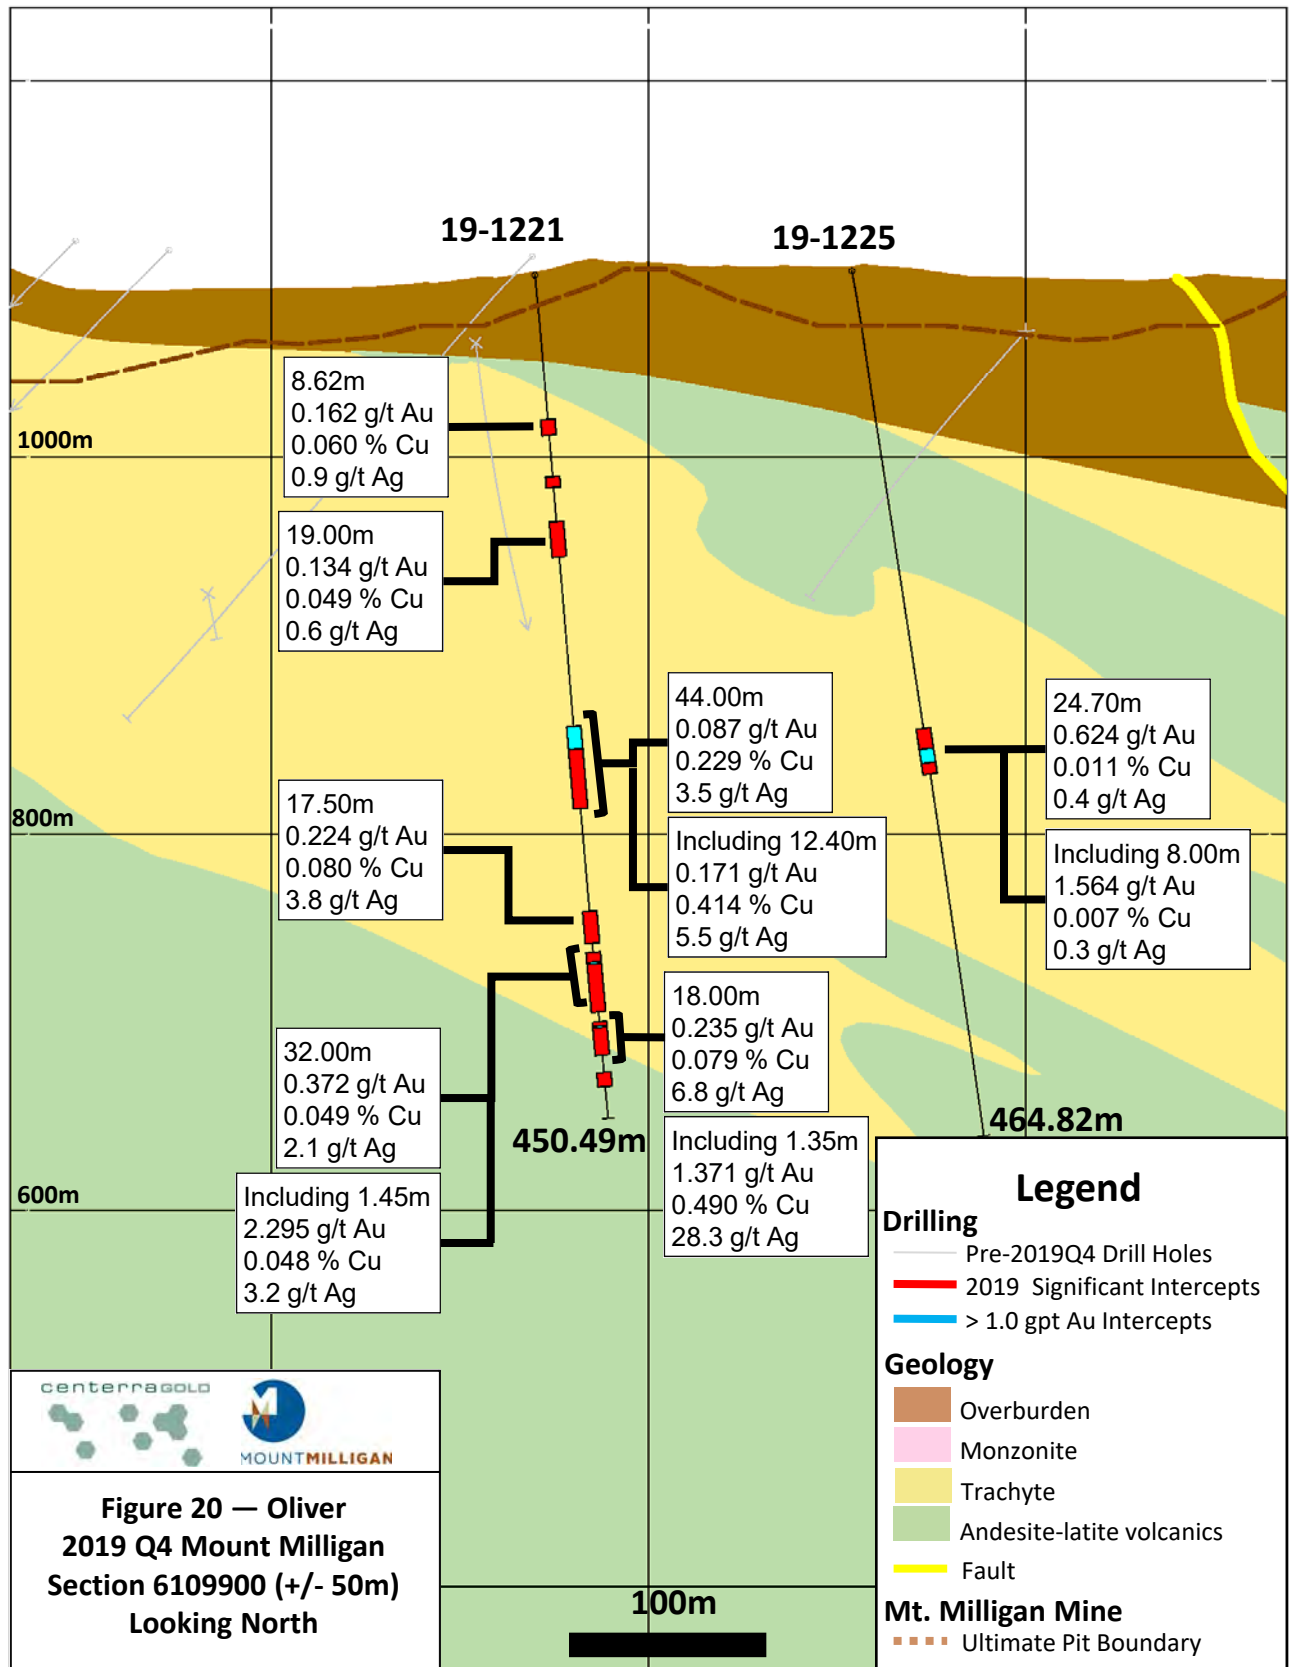 19-1221
19-1225
8.62m
0.162 g/t Au
0.060 % Cu
0.9 g/t Ag
1000m
19.00m
0.134 g/t Au
0.049 % Cu
0.6 g/t Ag
44.00m
0.087 g/t Au
0.229 % Cu
3.5 g/t Ag
24.70m
0.624 g/t Au
0.011 % Cu
0.4 g/t Ag
800m
17.50m
0.224 g/t Au
0.080 % Cu
3.8 g/t Ag
Including 12.40m
0.171 g/t Au
0.414 % Cu
5.5 g/t Ag
Including 8.00m
1.564 g/t Au
0.007 % Cu
0.3 g/t Ag
18.00m
0.235 g/t Au
0.079 % Cu
6.8 g/t Ag
32.00m
0.372 g/t Au
0.049 % Cu
2.1 g/t Ag
450.49m
464.82m
Including 1.35m
1.371 g/t Au
0.490 % Cu
28.3 g/t Ag
600m
Including 1.45m
2.295 g/t Au
0.048 % Cu
3.2 g/t Ag
Legend
Drilling
Pre-2019Q4 Drill Holes
2019 Significant Intercepts
> 1.0 gpt Au Intercepts
Geology
Overburden
Monzonite
Trachyte
Andesite-latite volcanics
Fault
Mt. Milligan Mine
Ultimate Pit Boundary
centerraGOLD
MOUNTMILLIGAN
Figure 20 — Oliver
2019 Q4 Mount Milligan
Section 6109900 (+/- 50m)
Looking North
100m